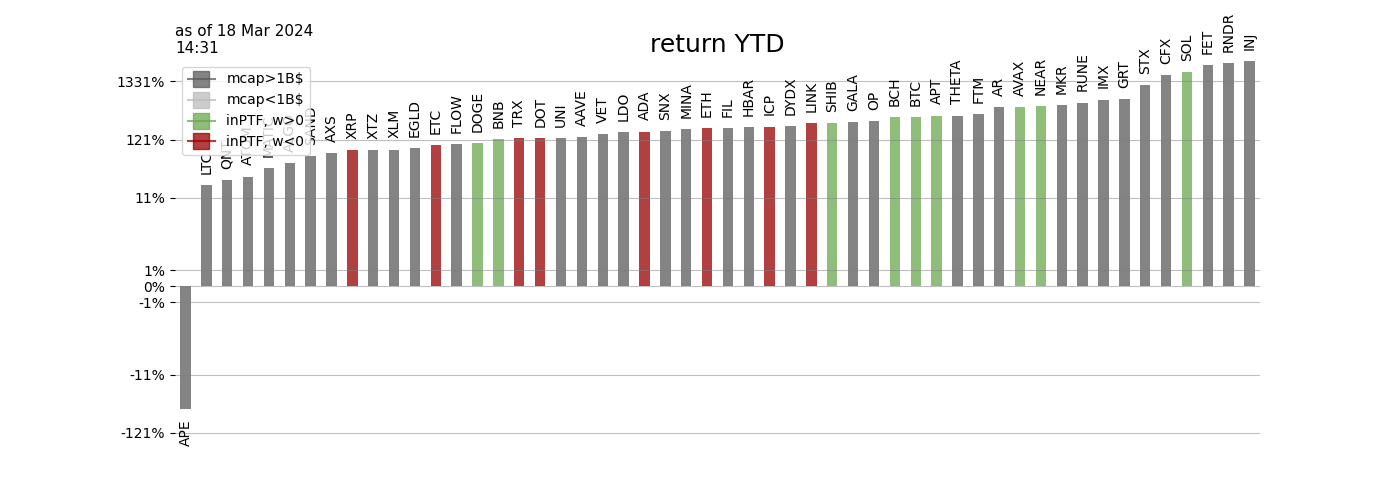 as of 18 Mar 2024
14:31
return YTD
mcap>1B$
mcap<1B$
inPTF, w>0
inPTF, w<0
1331%
121%
11%
1%
0%
-1%
-11%
-121%
APE
LTC
QNT
SAND
AXS
XRP
XTZ
XLM
EGLD
ETC
FLOW
DOGE
BNB
TRX
DOT
UNI
AAVE
VET
LDO
ADA
SNX
MINA
ETH
FIL
HBAR
ICP
DYDX
LINK
SHIB
GALA
OP
BCH
BTC
APT
THETA
FTM
AR
AVAX
NEAR
MKR
RUNE
IMX
GRT
STX
CFX
SOL
FET
RNDR
INJ